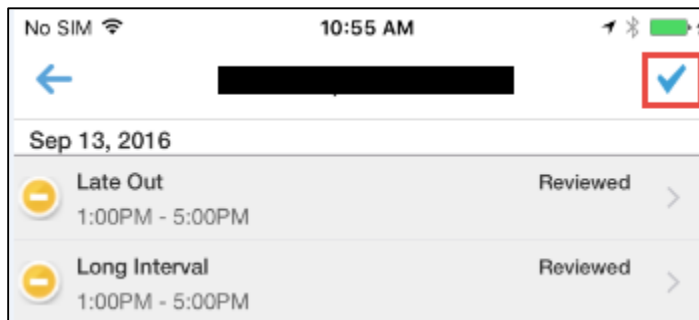 No SIM 10:55 AM
Sep 13, 2016
Late Out Reviewed
1:00PM - 5:00PM
Long Interval Reviewed
1:00PM - 5:00PM